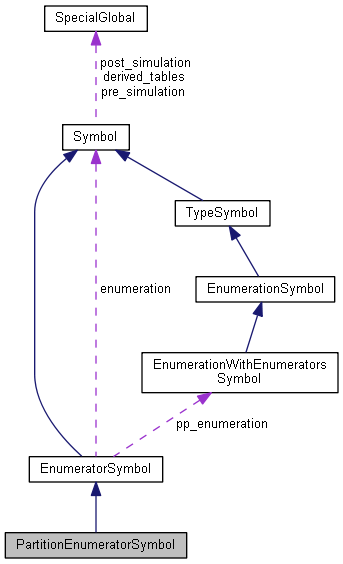 SpecialGlobal
post_simulation
derived_tables
pre_simulation
Symbol
TypeSymbol
enumeration
EnumerationSymbol
EnumerationWithEnumerators
Symbol
pp_enumeration
EnumeratorSymbol
PartitionEnumeratorSymbol